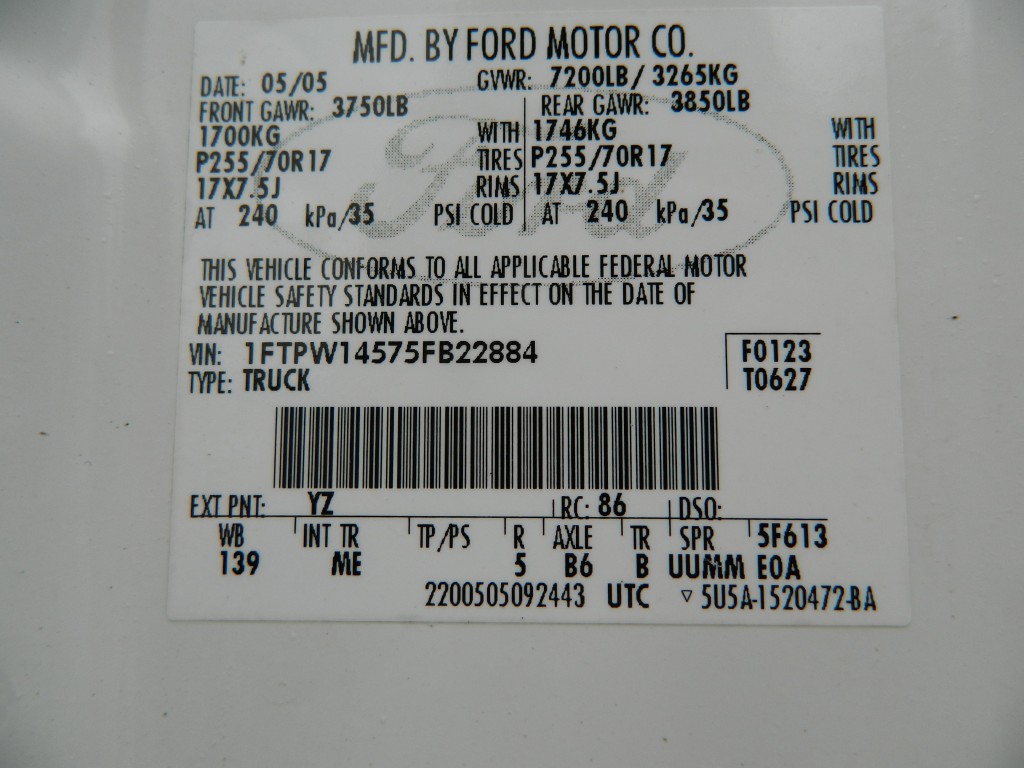 MFD. BY FORD MOTOR CO.
DATE: 05/05 GVWR: 7200LB/ 3265KG
FRONT GAWR: 3750LB REAR GAWR: 3850LB
1700KG WITH 1746KG WITH
P255/70R17 TIRES P255/70R17 TIRES
17X7.5J RIMS 17X7.5J RIMS
AT 240 kPa/35 PSI COLD AT 240 kPa/35 PSI COLD
Ford
THIS VEHICLE CONFORMS TO ALL APPLICABLE FEDERAL MOTOR
VEHICLE SAFETY STANDARDS IN EFFECT ON THE DATE OF
MANUFACTURE SHOWN ABOVE.
VIN: 1FTPW14575FB22884 F0123
TYPE: TRUCK T0627
EXT PNT: YZ RC: 86 DSO:
WB INT TR TP/PS R AXLE TR SPR 5F613
139 ME 5 B6 B UUMM E0A
2200505092443 UTC ▽ 5U5A-1520472-BA